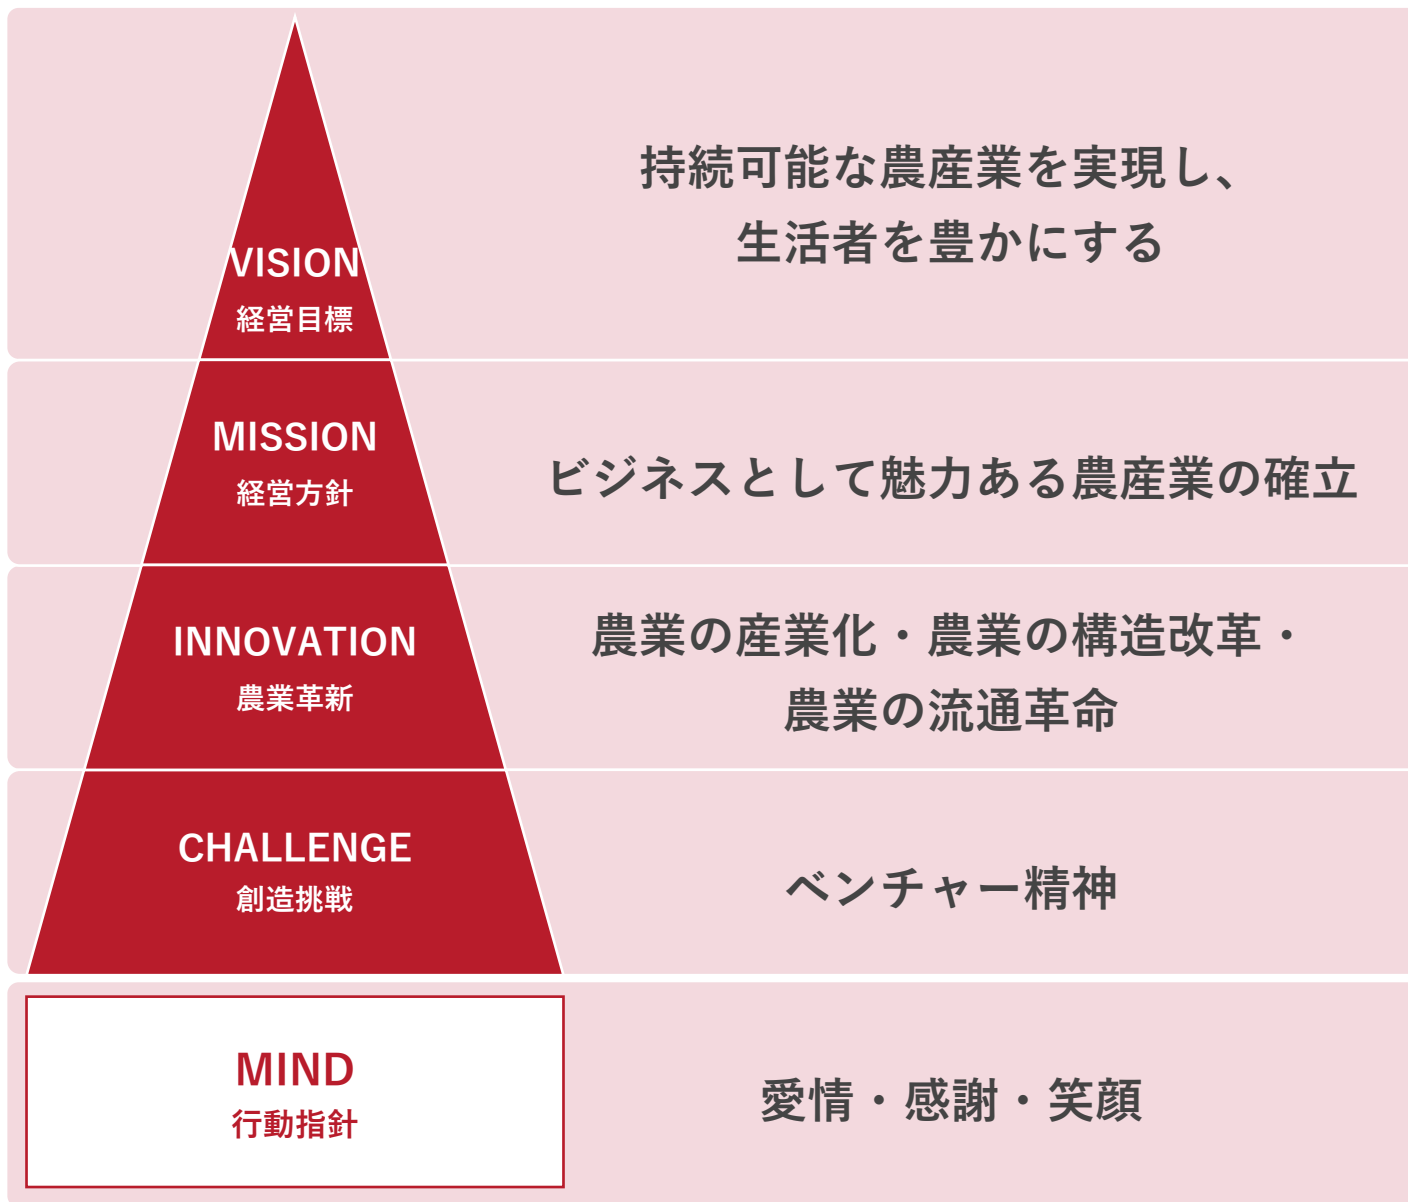 持続可能な農産業を実現し、
生活者を豊かにする
VISION
経営目標
MISSION
経営方針
ビジネスとして魅力ある農産業の確立
INNOVATION
農業革新
農業の産業化・農業の構造改革・
農業の流通革命
CHALLENGE
創造挑戦
ベンチャー精神
MIND
行動指針
愛情・感謝・笑顔